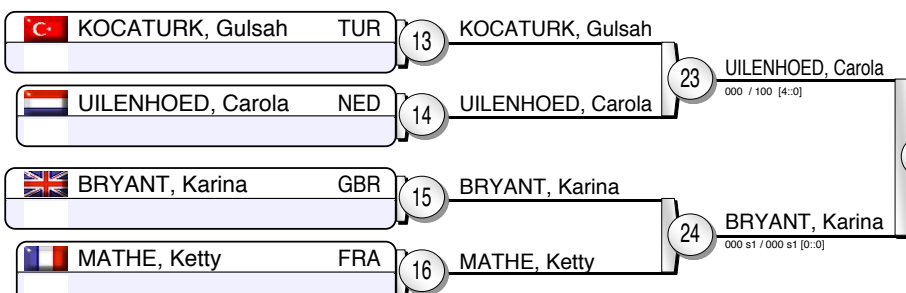 KOCATURK, Gulsah TUR
13
KOCATURK, Gulsah
23
UILENHOED, Carola
000 / 100 [4::0]
UILENHOED, Carola NED
14
UILENHOED, Carola
BRYANT, Karina GBR
15
BRYANT, Karina
24
BRYANT, Karina
000 s1 / 000 s1 [0::0]
MATHE, Ketty FRA
16
MATHE, Ketty